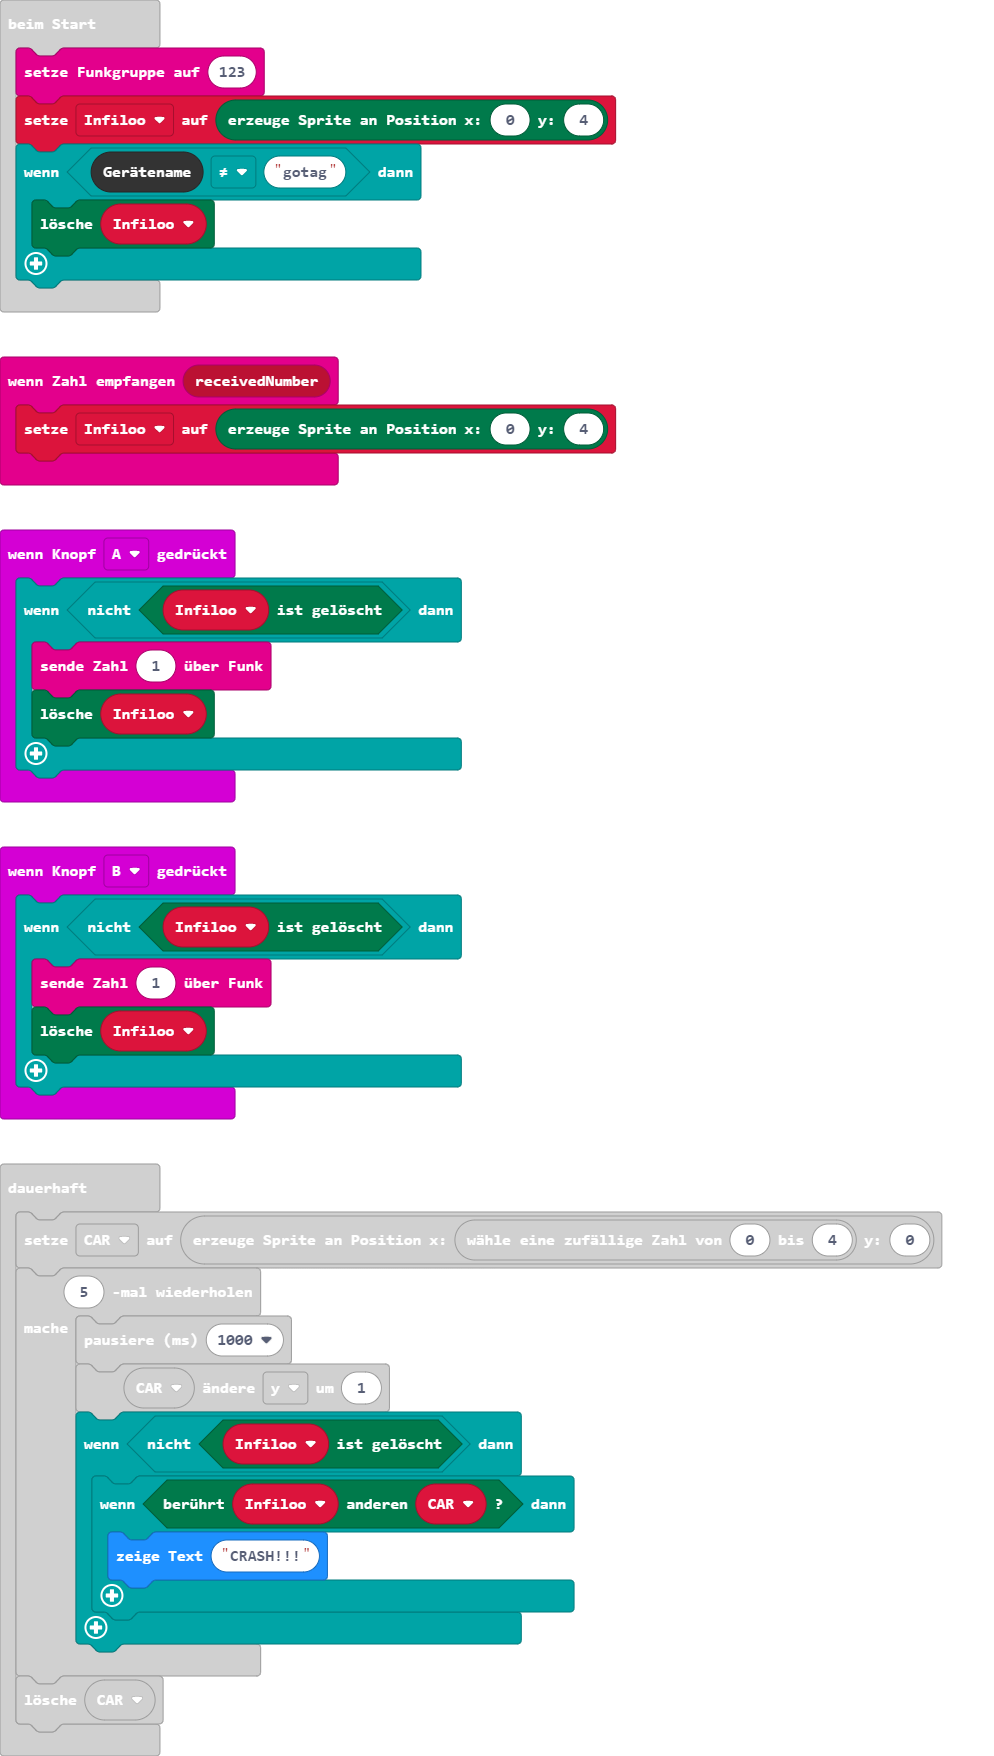 beim Start
setze Funkgruppe auf 123
setze Infiloo auf erzeuge Sprite an Position x: 0 y: 4
wenn Gerätename ≠ "gotag" dann
lösche Infiloo
wenn Zahl empfangen receivedNumber
setze Infiloo auf erzeuge Sprite an Position x: 0 y: 4
wenn Knopf A gedrückt
wenn nicht Infiloo ist gelöscht dann
sende Zahl 1 über Funk
lösche Infiloo
wenn Knopf B gedrückt
wenn nicht Infiloo ist gelöscht dann
sende Zahl 1 über Funk
lösche Infiloo
dauerhaft
setze CAR auf erzeuge Sprite an Position x: wähle eine zufällige Zahl von 0 bis 4 y: 0
5 -mal wiederholen
mache
pausiere (ms) 1000
CAR ändere y um 1
wenn nicht Infiloo ist gelöscht dann
wenn berührt Infiloo anderen CAR ? dann
zeige Text "CRASH!!!"
lösche CAR